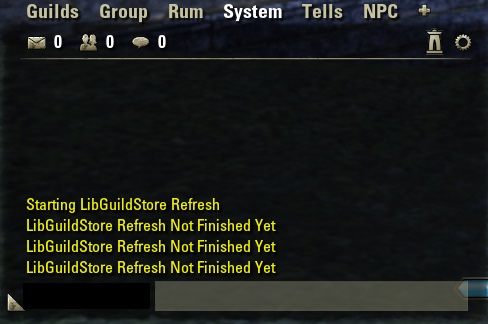 Guilds Group Rum System Tells NPC +
0 0 0
Starting LibGuildStore Refresh
LibGuildStore Refresh Not Finished Yet
LibGuildStore Refresh Not Finished Yet
LibGuildStore Refresh Not Finished Yet